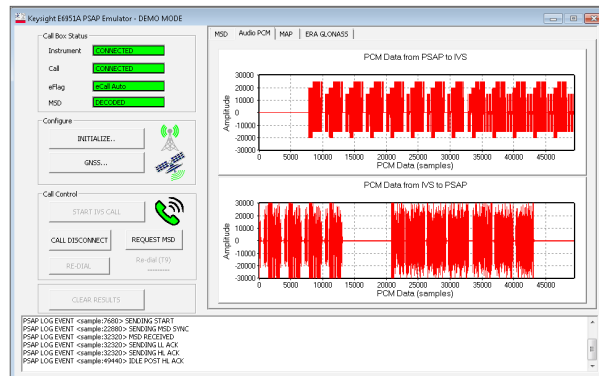 Keysight E6951A PSAP Emulator - DEMO MODE
Call Box Status
Instrument CONNECTED
Call CONNECTED
eFlag eCall Auto
MSD DECODED
Configure
INITIALIZE..
GNSS...
Call Control
START IVS CALL
CALL DISCONNECT REQUEST MSD
RE-DIAL Re-dial (T9)
----------
CLEAR RESULTS
MSD Audio PCM MAP ERA GLONASS
PCM Data from PSAP to IVS
Amplitude
30000
20000
10000
0
-10000
-20000
-30000
0 5000 10000 15000 20000 25000 30000 35000 40000 45000
PCM Data (samples)
PCM Data from IVS to PSAP
Amplitude
30000
20000
10000
0
-10000
-20000
-30000
0 5000 10000 15000 20000 25000 30000 35000 40000 45000
PCM Data (samples)
PSAP LOG EVENT <sample:7680> SENDING START
PSAP LOG EVENT <sample:22880> SENDING MSD SYNC
PSAP LOG EVENT <sample:32320> MSD RECEIVED
PSAP LOG EVENT <sample:32320> SENDING LL ACK
PSAP LOG EVENT <sample:32320> SENDING HL ACK
PSAP LOG EVENT <sample:49440> IDLE POST HL ACK